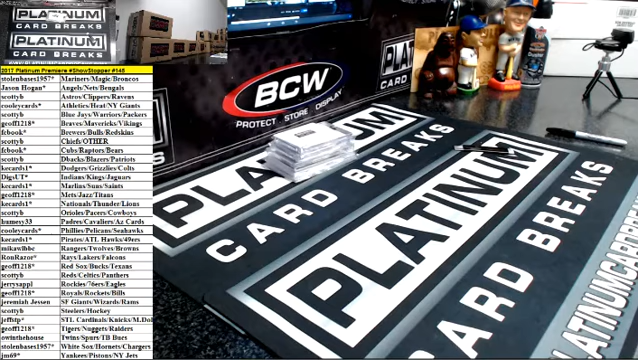 PLATINUM
CARD BREAKS
PLATINUM
CARD BREAKS
2017 Platinum Premiere #ShowStopper #145
stolenbases1957* Mariners/Magic/Broncos
Jason Hogan* Angels/Nets/Bengals
scottyb Astros/Clippers/Ravens
cooleycards* Athletics/Heat/NY Giants
scottyb Blue Jays/Warriors/Packers
geoff1218* Braves/Mavericks/Vikings
fcbook* Brewers/Bulls/Redskins
scottyb Chiefs/OTHER
fcbook* Cubs/Raptors/Bears
scottyb Dbacks/Blazers/Patriots
kecards1* Dodgers/Grizzlies/Colts
DigsUT* Indians/Kings/Jaguars
kecards1* Marlins/Suns/Saints
geoff1218* Mets/Jazz/Titans
kecards1* Nationals/Thunder/Lions
scottyb Orioles/Pacers/Cowboys
bumesy33 Padres/Cavaliers/Az Cards
cooleycards* Phillies/Pelicans/Seahawks
kecards1* Pirates/ATL Hawks/49ers
mikawlbbc Rangers/Twolves/Browns
RonRazor* Rays/Lakers/Falcons
geoff1218* Red Sox/Bucks/Texans
scottyb Reds/Celtics/Panthers
jerrysappl Rockies/76ers/Eagles
geoff1218* Royals/Rockets/Bills
jeremiah Jessen SF Giants/Wizards/Rams
scottyb Steelers/Hockey
jeffstp* STL Cardinals/Knicks/M.Dol
geoff1218* Tigers/Nuggets/Raiders
owinthehouse Twins/Spurs/TB Bucs
stolenbases1957* White Sox/Hornets/Chargers
jm69* Yankees/Pistons/NY Jets
BCW
PROTECT STORE DISPLAY
PLATINUM
CARD BREAKS
CARD BREAKS
PLATINUM
CARD BREAKS